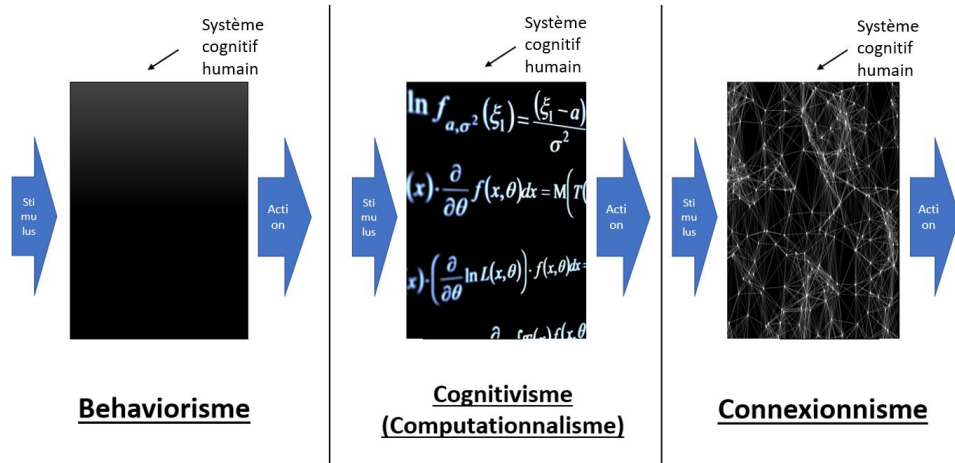 Système
cognitif
humain
Sti
mu
lus
Acti
on
Behaviorisme
Système
cognitif
humain
Sti
mu
lus
ln f_{a,σ²}(ξ₁) = (ξ₁ − a) / σ²
(x) · ∂/∂θ f(x,θ)dx = M(T(
x) · (∂/∂θ ln L(x,θ)) · f(x,θ)dx =
Acti
on
Cognitivisme
(Computationnalisme)
Système
cognitif
humain
Sti
mu
lus
Acti
on
Connexionnisme